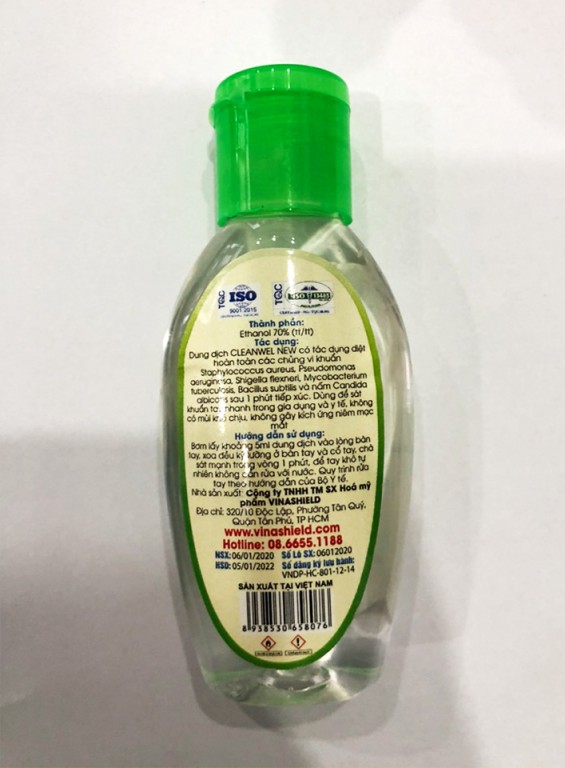 TQC ISO 9001:2015 TQC ISO 13485
Thành phần:
Ethanol 70% (tt/tt)
Tác dụng:
Dung dịch CLEANWEL NEW có tác dụng diệt
hoàn toàn các chủng vi khuẩn
Staphylococcus aureus, Pseudomonas
aeruginosa, Shigella flexneri, Mycobacterium
tuberculosis, Bacillus subtilis và nấm Candida
albicans sau 1 phút tiếp xúc. Dùng để sát
khuẩn tay nhanh trong gia dụng và y tế, không
có mùi khó chịu, không gây kích ứng niêm mạc
mắt
Hướng dẫn sử dụng:
Bơm lấy khoảng 5ml dung dịch vào lòng bàn
tay, xoa đều kỹ lưỡng ở bàn tay và cổ tay, chà
sát mạnh trong vòng 1 phút, để tay khô tự
nhiên không cần rửa với nước. Quy trình rửa
tay theo hướng dẫn của Bộ Y tế.
Nhà sản xuất: Công ty TNHH TM SX Hoá mỹ
phẩm VINASHIELD
Địa chỉ: 320/10 Độc Lập, Phường Tân Quý,
Quận Tân Phú, TP HCM
www.vinashield.com
Hotline: 08.6655.1188
NSX: 06/01/2020 Số Lô SX: 06012020
HSD: 05/01/2022 Số đăng ký lưu hành:
VNDP-HC-801-12-14
SẢN XUẤT TẠI VIỆT NAM
8 938530 658076